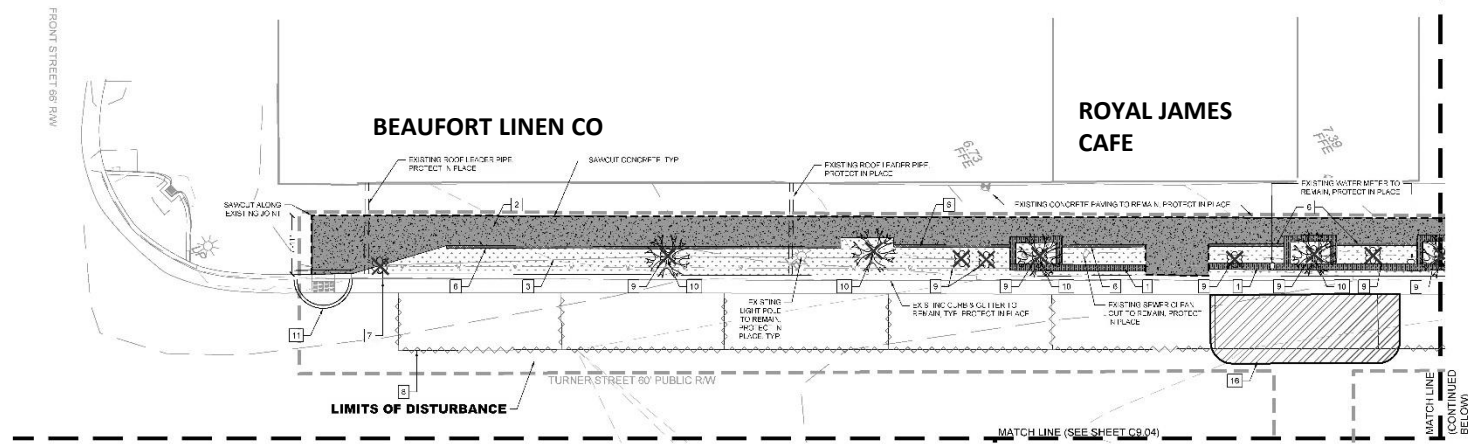 FRONT STREET 66' R/W
BEAUFORT LINEN CO
ROYAL JAMES
CAFE
EXISTING ROOF LEADER PIPE,
PROTECT IN PLACE
SAWCUT CONCRETE, TYP
EXISTING ROOF LEADER PIPE,
PROTECT IN PLACE
6.73
FFE
7.39
FFE
EXISTING WATER METER TO
REMAIN, PROTECT IN PLACE
SAWCUT ALONG
EXISTING JOINT
2
EXISTING CONCRETE PAVING TO REMAIN, PROTECT IN PLACE
6
6
3
9
10
10
9
9
10
6
1
9
1
9
10
9
9
EXISTING
LIGHT POLE
TO REMAIN,
PROTECT IN
PLACE, TYP
EXISTING CURB & GUTTER TO
REMAIN, TYP. PROTECT IN PLACE
EXISTING SEWER CLEAN
OUT TO REMAIN, PROTECT
IN PLACE
11
7
8
16
TURNER STREET 60' PUBLIC R/W
LIMITS OF DISTURBANCE
MATCH LINE (SEE SHEET C9.04)
MATCH LINE
(CONTINUED
BELOW)